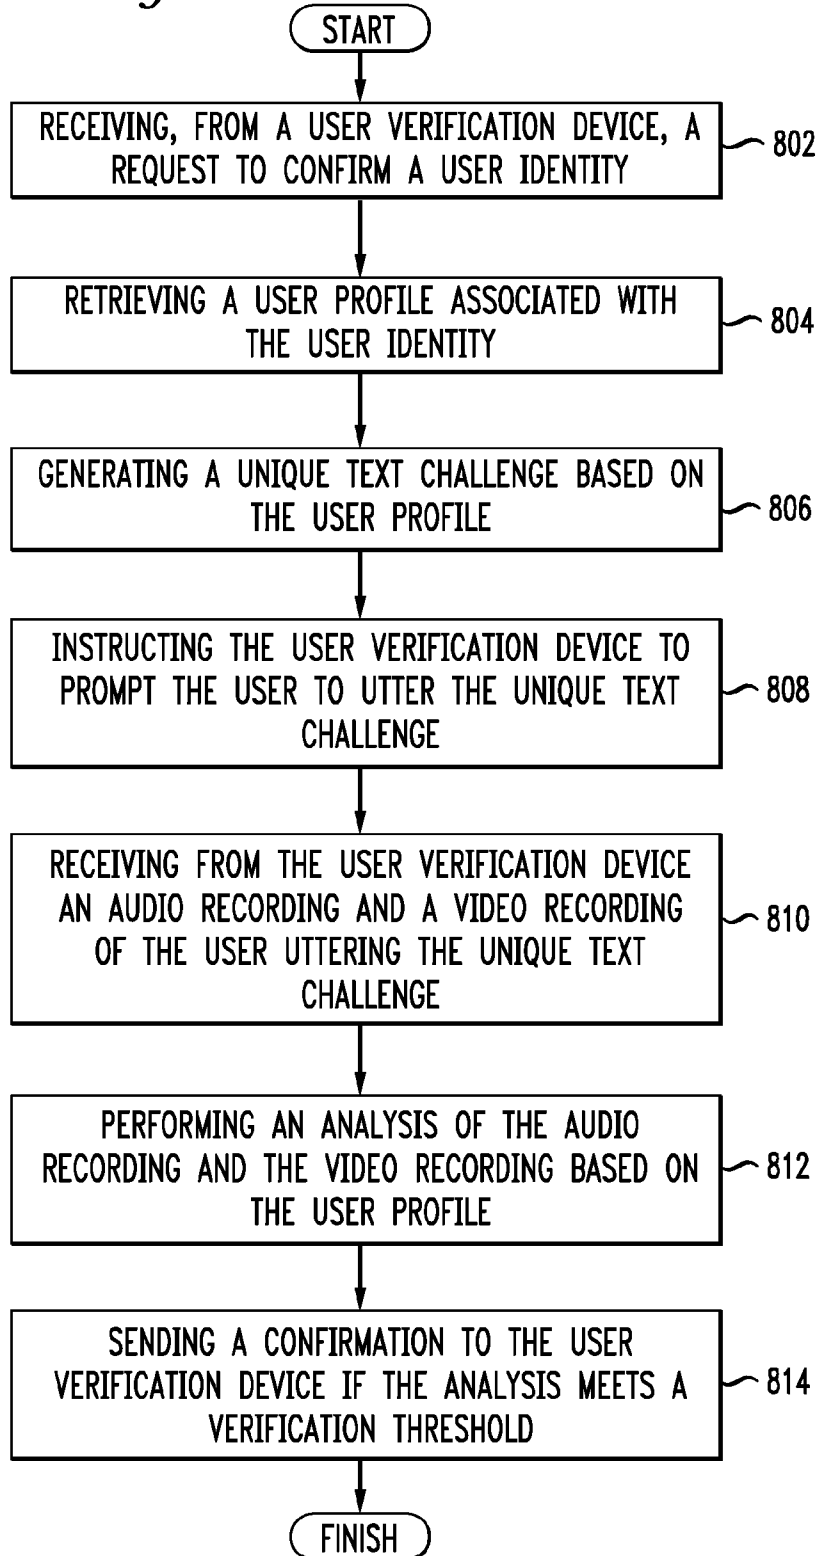 START
RECEIVING, FROM A USER VERIFICATION DEVICE, A
REQUEST TO CONFIRM A USER IDENTITY
802
RETRIEVING A USER PROFILE ASSOCIATED WITH
THE USER IDENTITY
804
GENERATING A UNIQUE TEXT CHALLENGE BASED ON
THE USER PROFILE
806
INSTRUCTING THE USER VERIFICATION DEVICE TO
PROMPT THE USER TO UTTER THE UNIQUE TEXT
CHALLENGE
808
RECEIVING FROM THE USER VERIFICATION DEVICE
AN AUDIO RECORDING AND A VIDEO RECORDING
OF THE USER UTTERING THE UNIQUE TEXT
CHALLENGE
810
PERFORMING AN ANALYSIS OF THE AUDIO
RECORDING AND THE VIDEO RECORDING BASED ON
THE USER PROFILE
812
SENDING A CONFIRMATION TO THE USER
VERIFICATION DEVICE IF THE ANALYSIS MEETS A
VERIFICATION THRESHOLD
814
FINISH